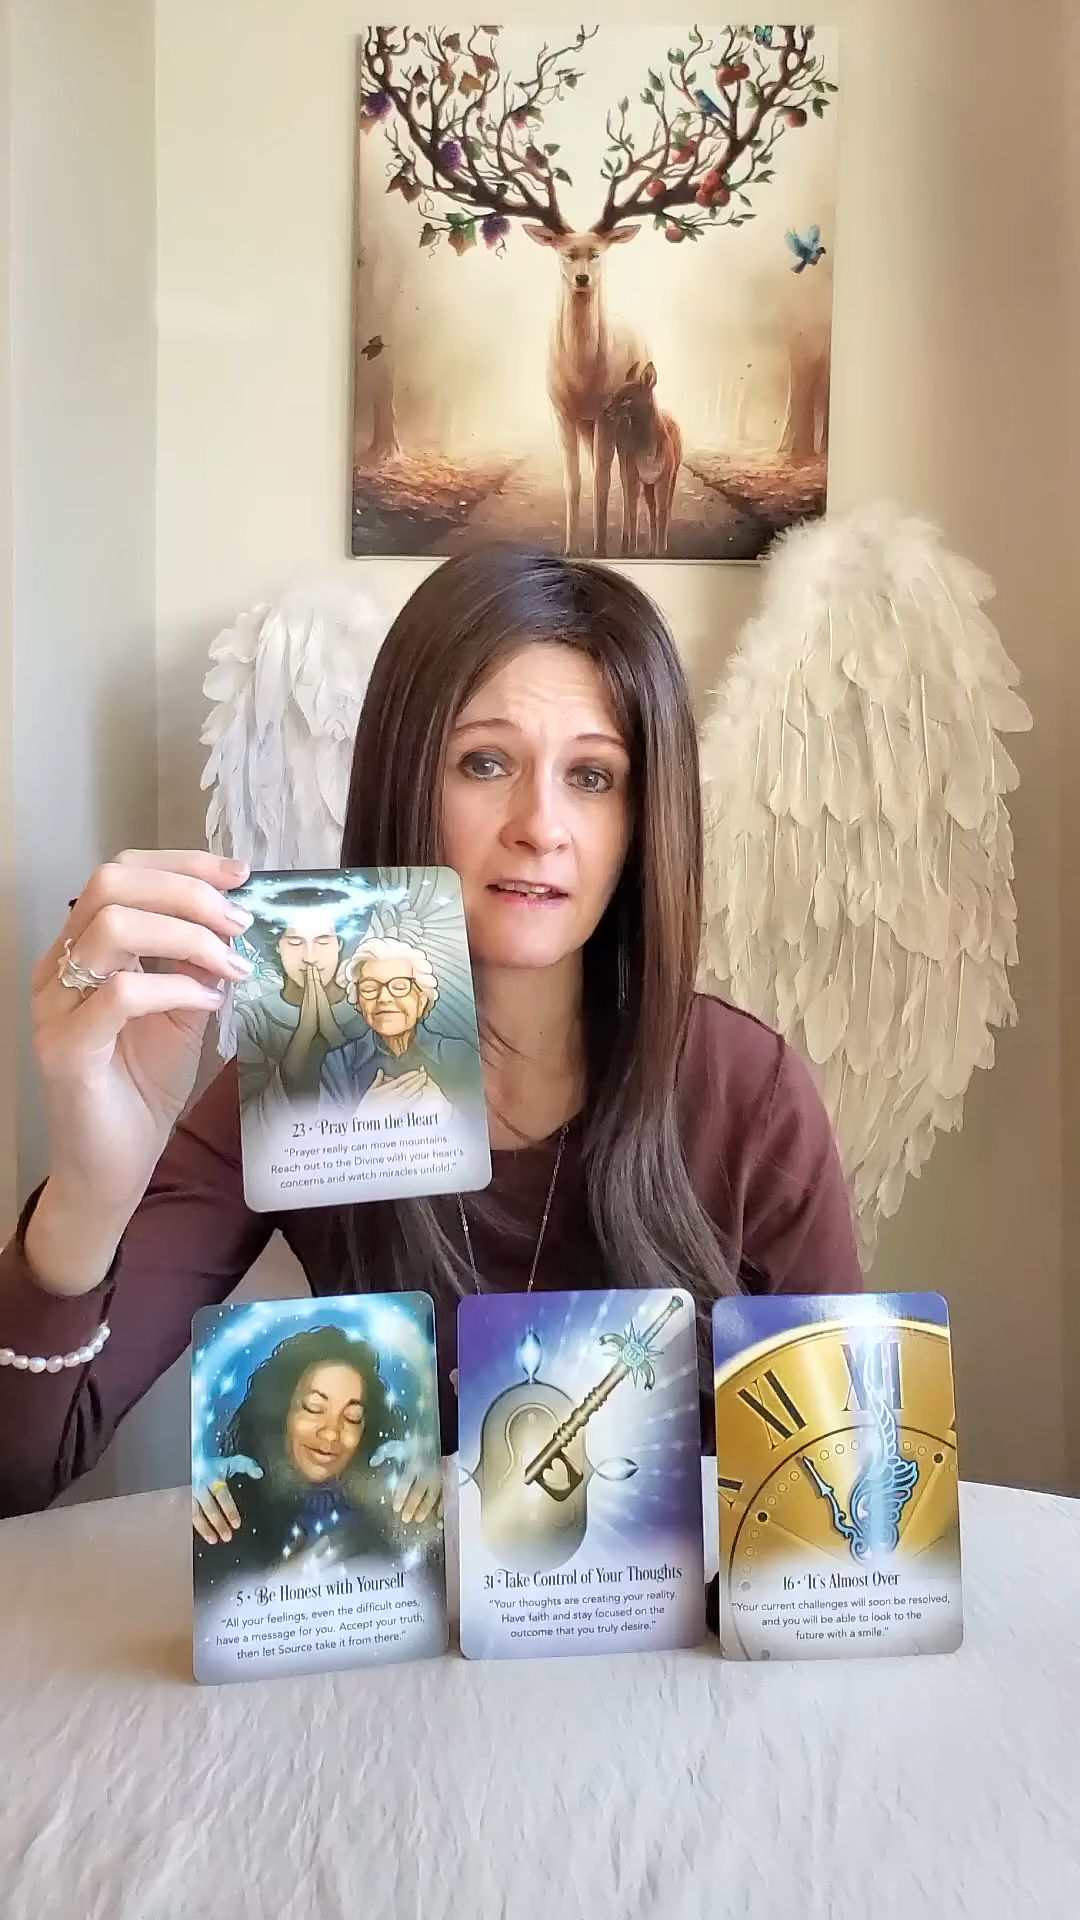 23 • Pray from the Heart
"Prayer really can move mountains.
Reach out to the Divine with your heart's
concerns and watch miracles unfold."
5 • Be Honest with Yourself
"All your feelings, even the difficult ones,
have a message for you. Accept your truth,
then let Source take it from there."
31 • Take Control of Your Thoughts
"Your thoughts are creating your reality.
Have faith and stay focused on the
outcome that you truly desire."
XI XII
16 • It's Almost Over
"Your current challenges will soon be resolved,
and you will be able to look to the
future with a smile."